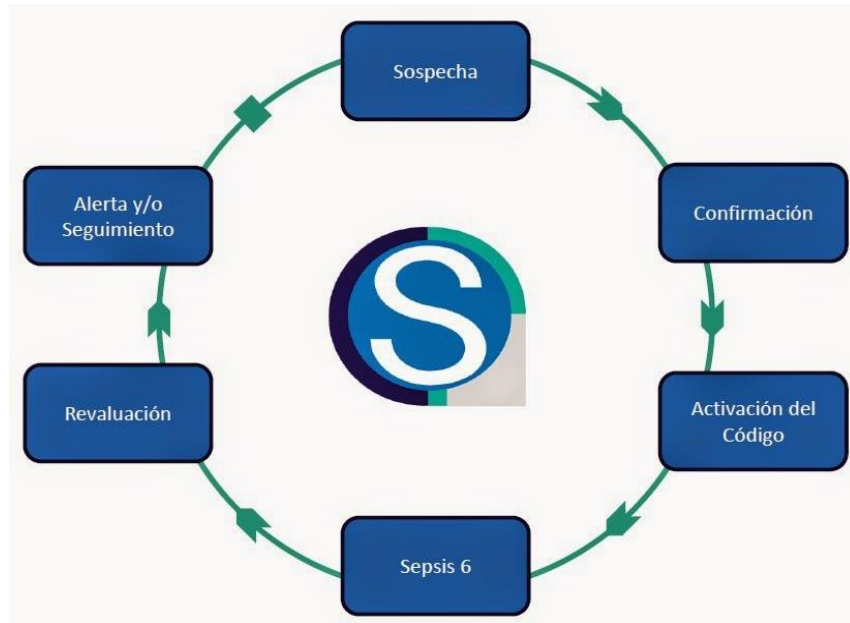 Sospecha
Confirmación
Activación del
Código
Sepsis 6
Revaluación
Alerta y/o
Seguimiento
S